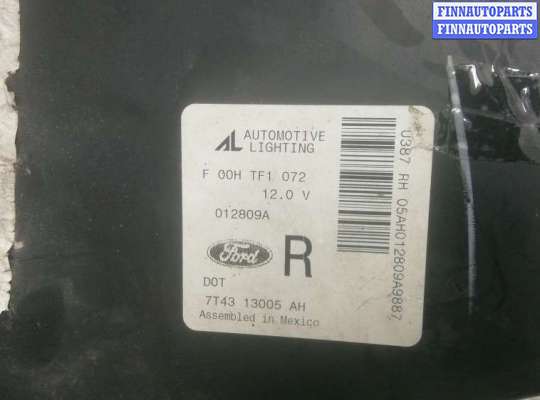 FINNAUTOPARTS
FINNAUTOPARTS
AL AUTOMOTIVE
LIGHTING
F 00H TF1 072
12.0 V
012809A
Ford
R
DOT
7T43 13005 AH
Assembled in Mexico
U387 RH 05AH012809A9887